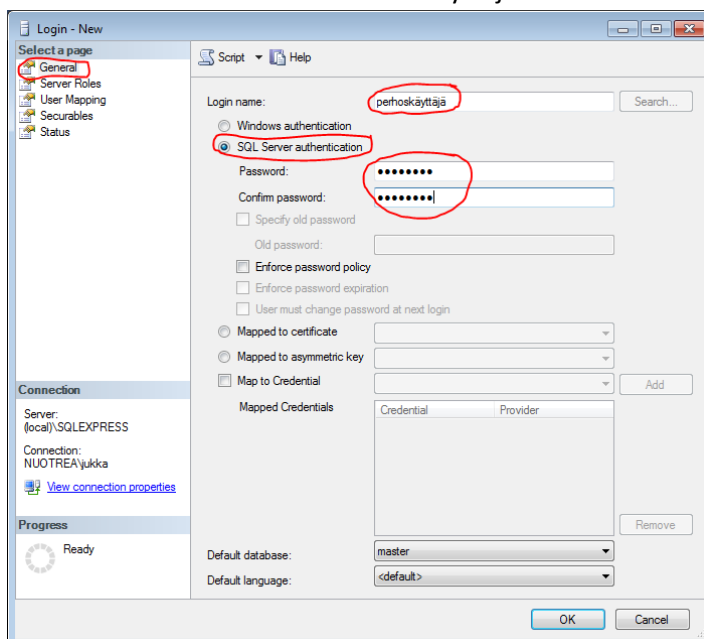 Login - New
Select a page
General
Server Roles
User Mapping
Securables
Status
Script Help
Login name: perhoskäyttäjä Search...
Windows authentication
SQL Server authentication
Password: ●●●●●●●●
Confirm password: ●●●●●●●●
Specify old password
Old password:
Enforce password policy
Enforce password expiration
User must change password at next login
Mapped to certificate
Mapped to asymmetric key
Map to Credential Add
Mapped Credentials Credential Provider
Remove
Default database: master
Default language: <default>
Connection
Server:
(local)\SQLEXPRESS
Connection:
NUOTREA\jukka
View connection properties
Progress
Ready
OK Cancel